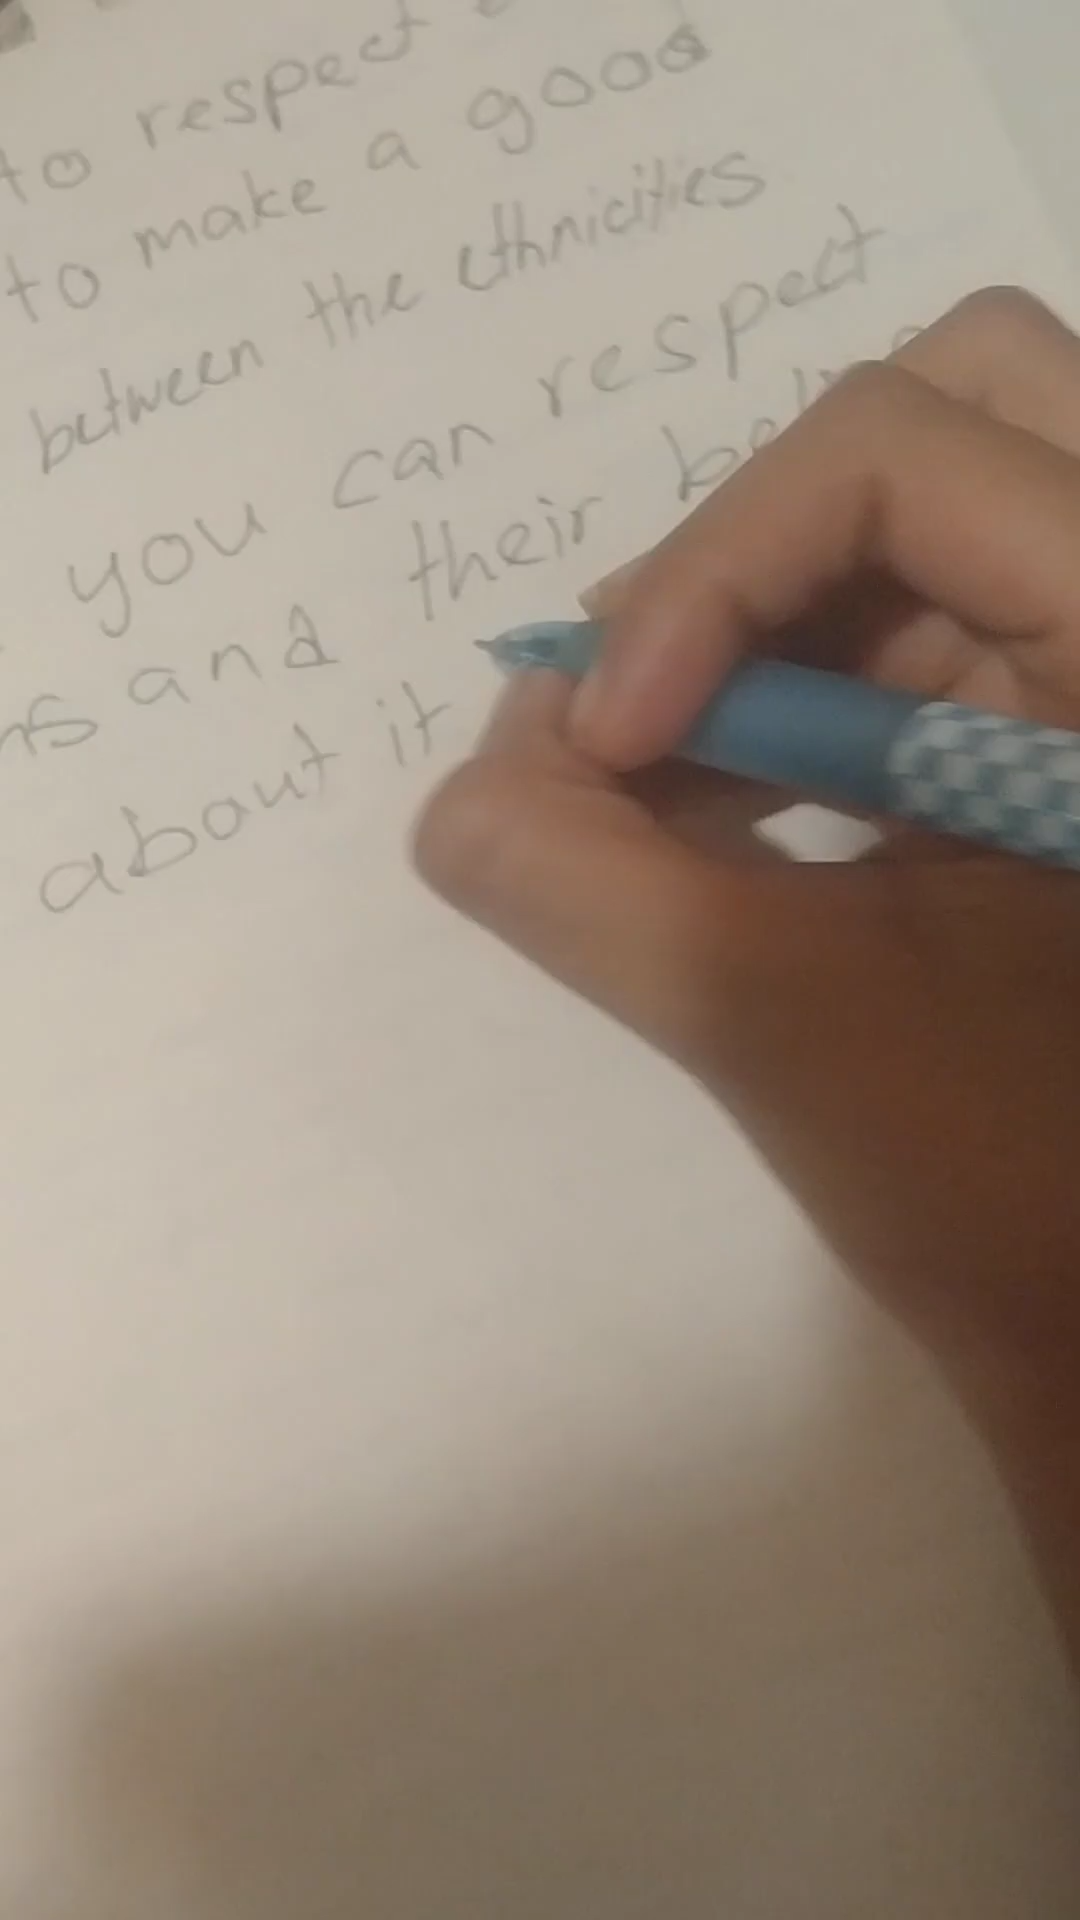 to respect
to make a good
between the ethnicities
you can respect
and their
about it